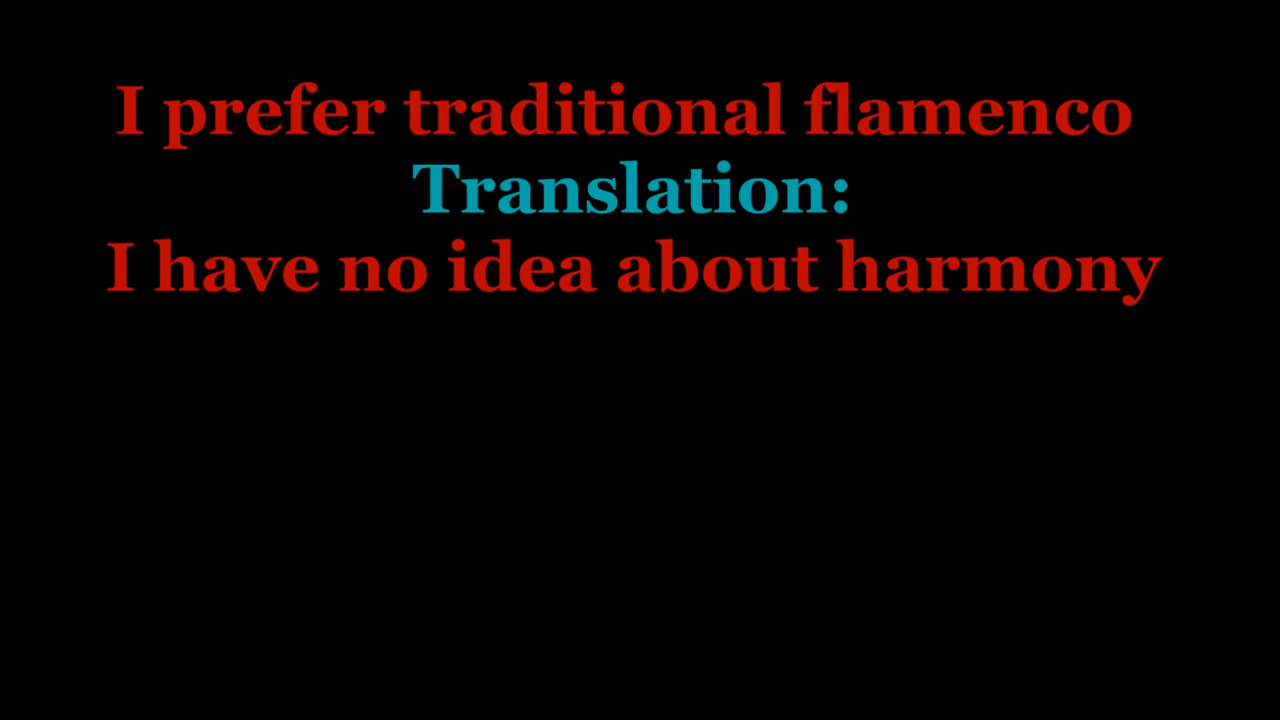 I prefer traditional flamenco
Translation:
I have no idea about harmony